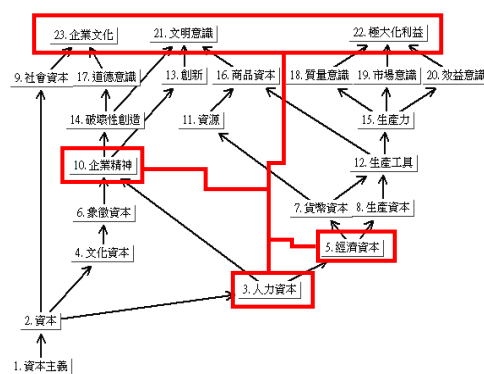 23. 企業文化 21. 文明意識 22. 極大化利益
9. 社會資本 17. 道德意識 13. 創新 16. 商品資本 18. 質量意識 19. 市場意識 20. 效益意識
14. 破壞性創造 11. 資源 15. 生產力
10. 企業精神 12. 生產工具
6. 象徵資本 7. 貨幣資本 8. 生產資本
4. 文化資本 5. 經濟資本
3. 人力資本
2. 資本
1. 資本主義